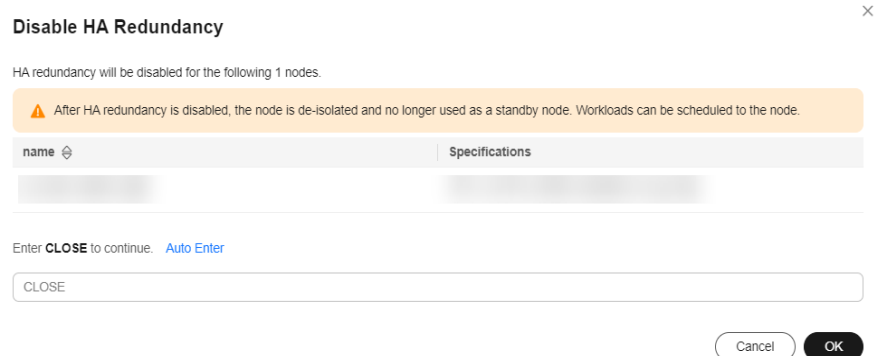 Disable HA Redundancy
HA redundancy will be disabled for the following 1 nodes.
After HA redundancy is disabled, the node is de-isolated and no longer used as a standby node. Workloads can be scheduled to the node.
name Specifications
Enter CLOSE to continue. Auto Enter
CLOSE
Cancel OK